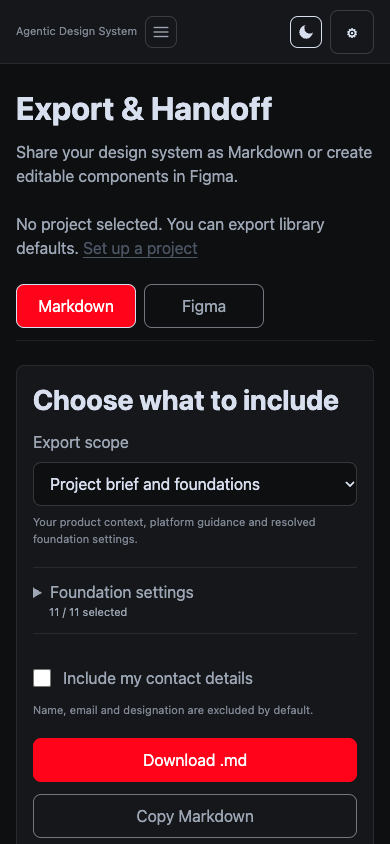 Agentic Design System
Export & Handoff
Share your design system as Markdown or create
editable components in Figma.
No project selected. You can export library
defaults. Set up a project
Markdown
Figma
Choose what to include
Export scope
Project brief and foundations
Your product context, platform guidance and resolved
foundation settings.
Foundation settings
11 / 11 selected
Include my contact details
Name, email and designation are excluded by default.
Download .md
Copy Markdown